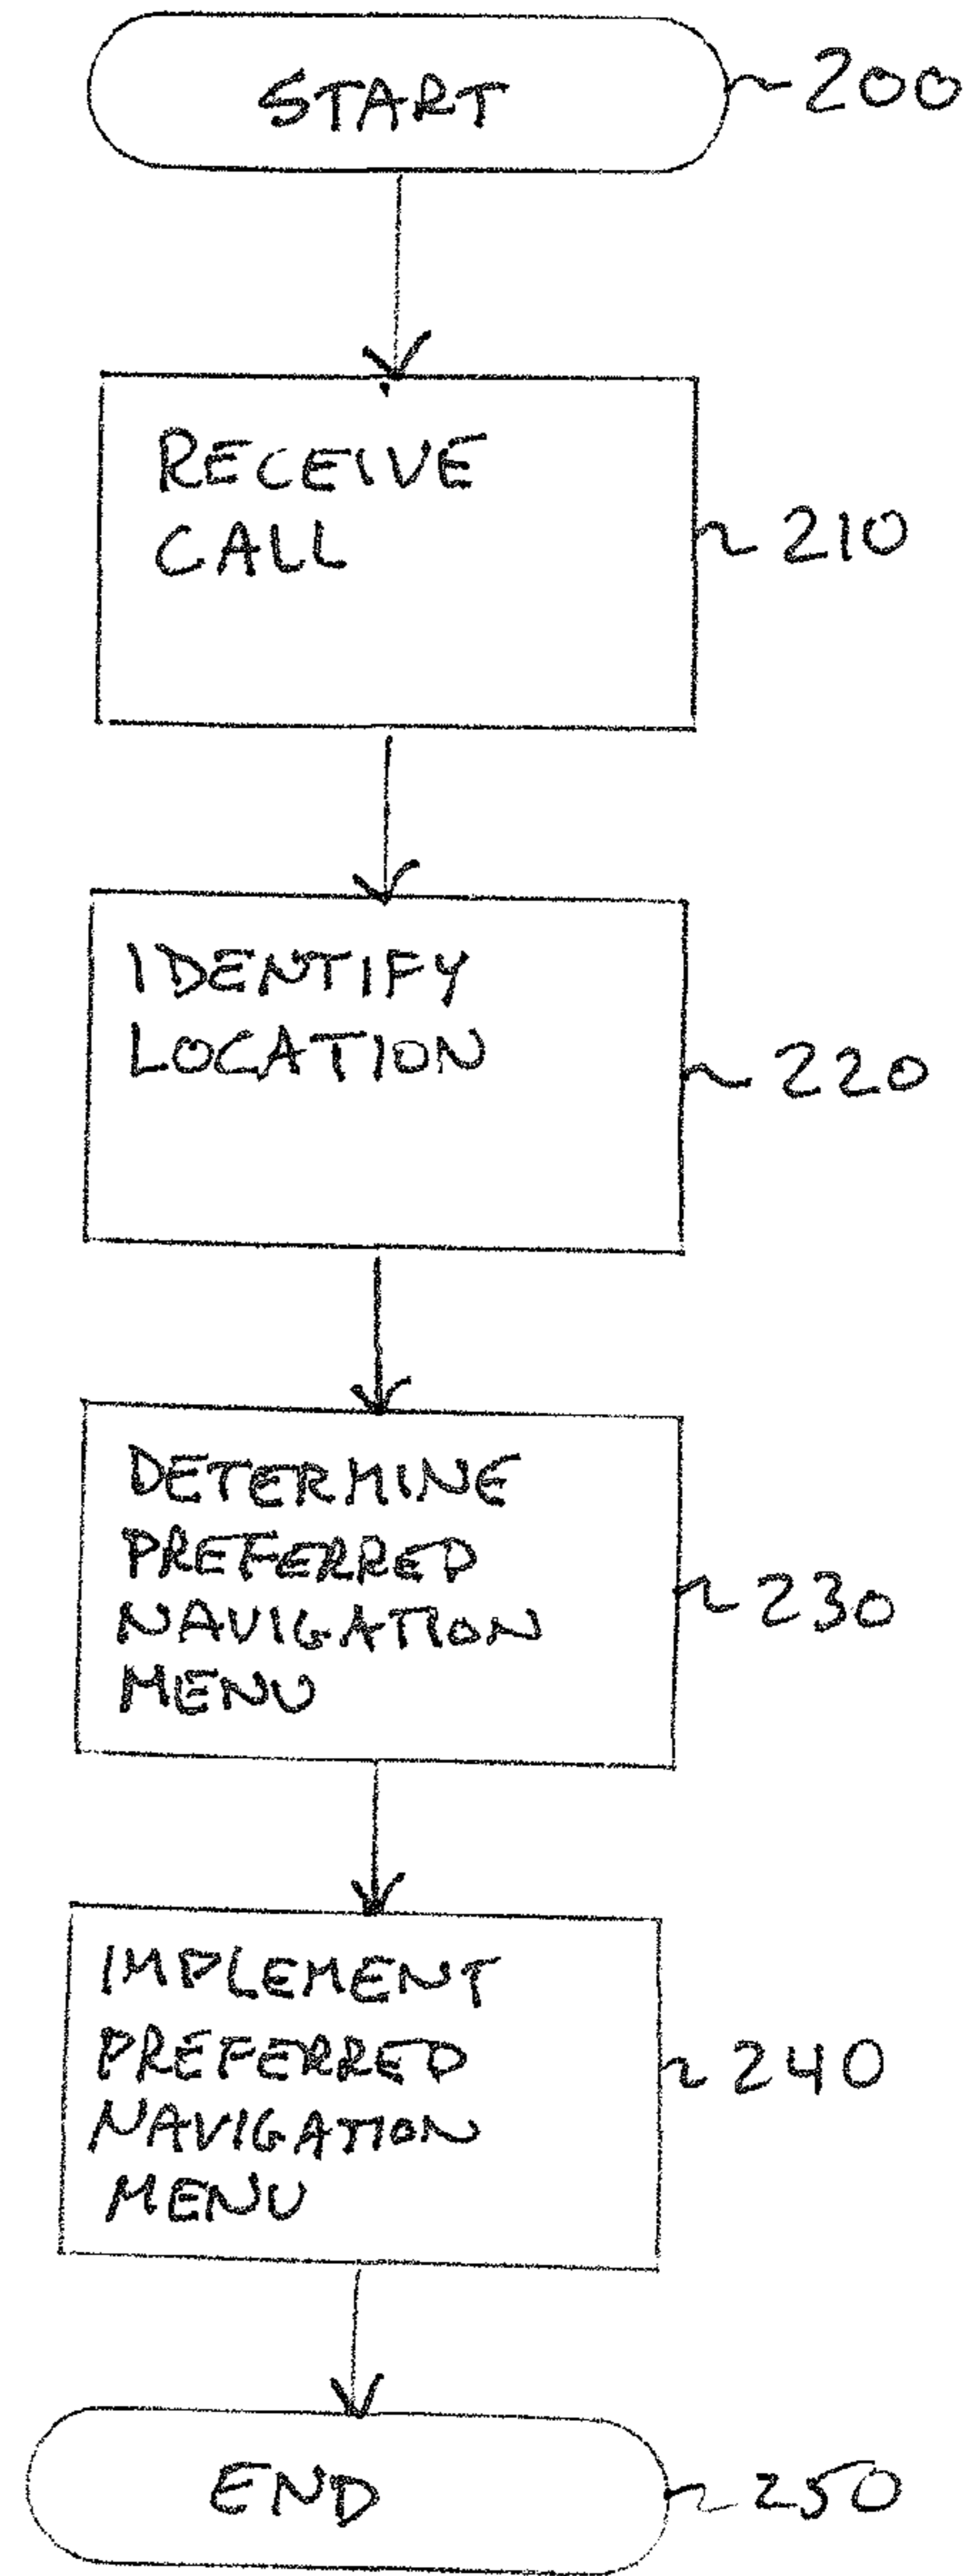 START 200
RECEIVE
CALL
210
IDENTIFY
LOCATION
220
DETERMINE
PREFERRED
NAVIGATION
MENU
230
IMPLEMENT
PREFERRED
NAVIGATION
MENU
240
END 250